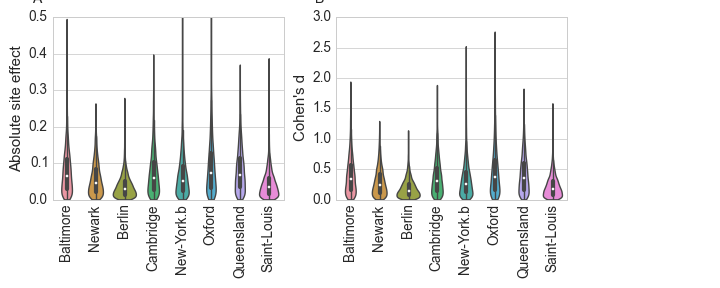 Absolute site effect
0.5
0.4
0.3
0.2
0.1
0.0
Baltimore
Newark
Berlin
Cambridge
New-York.b
Oxford
Queensland
Saint-Louis
Cohen's d
3.0
2.5
2.0
1.5
1.0
0.5
0.0
Baltimore
Newark
Berlin
Cambridge
New-York.b
Oxford
Queensland
Saint-Louis